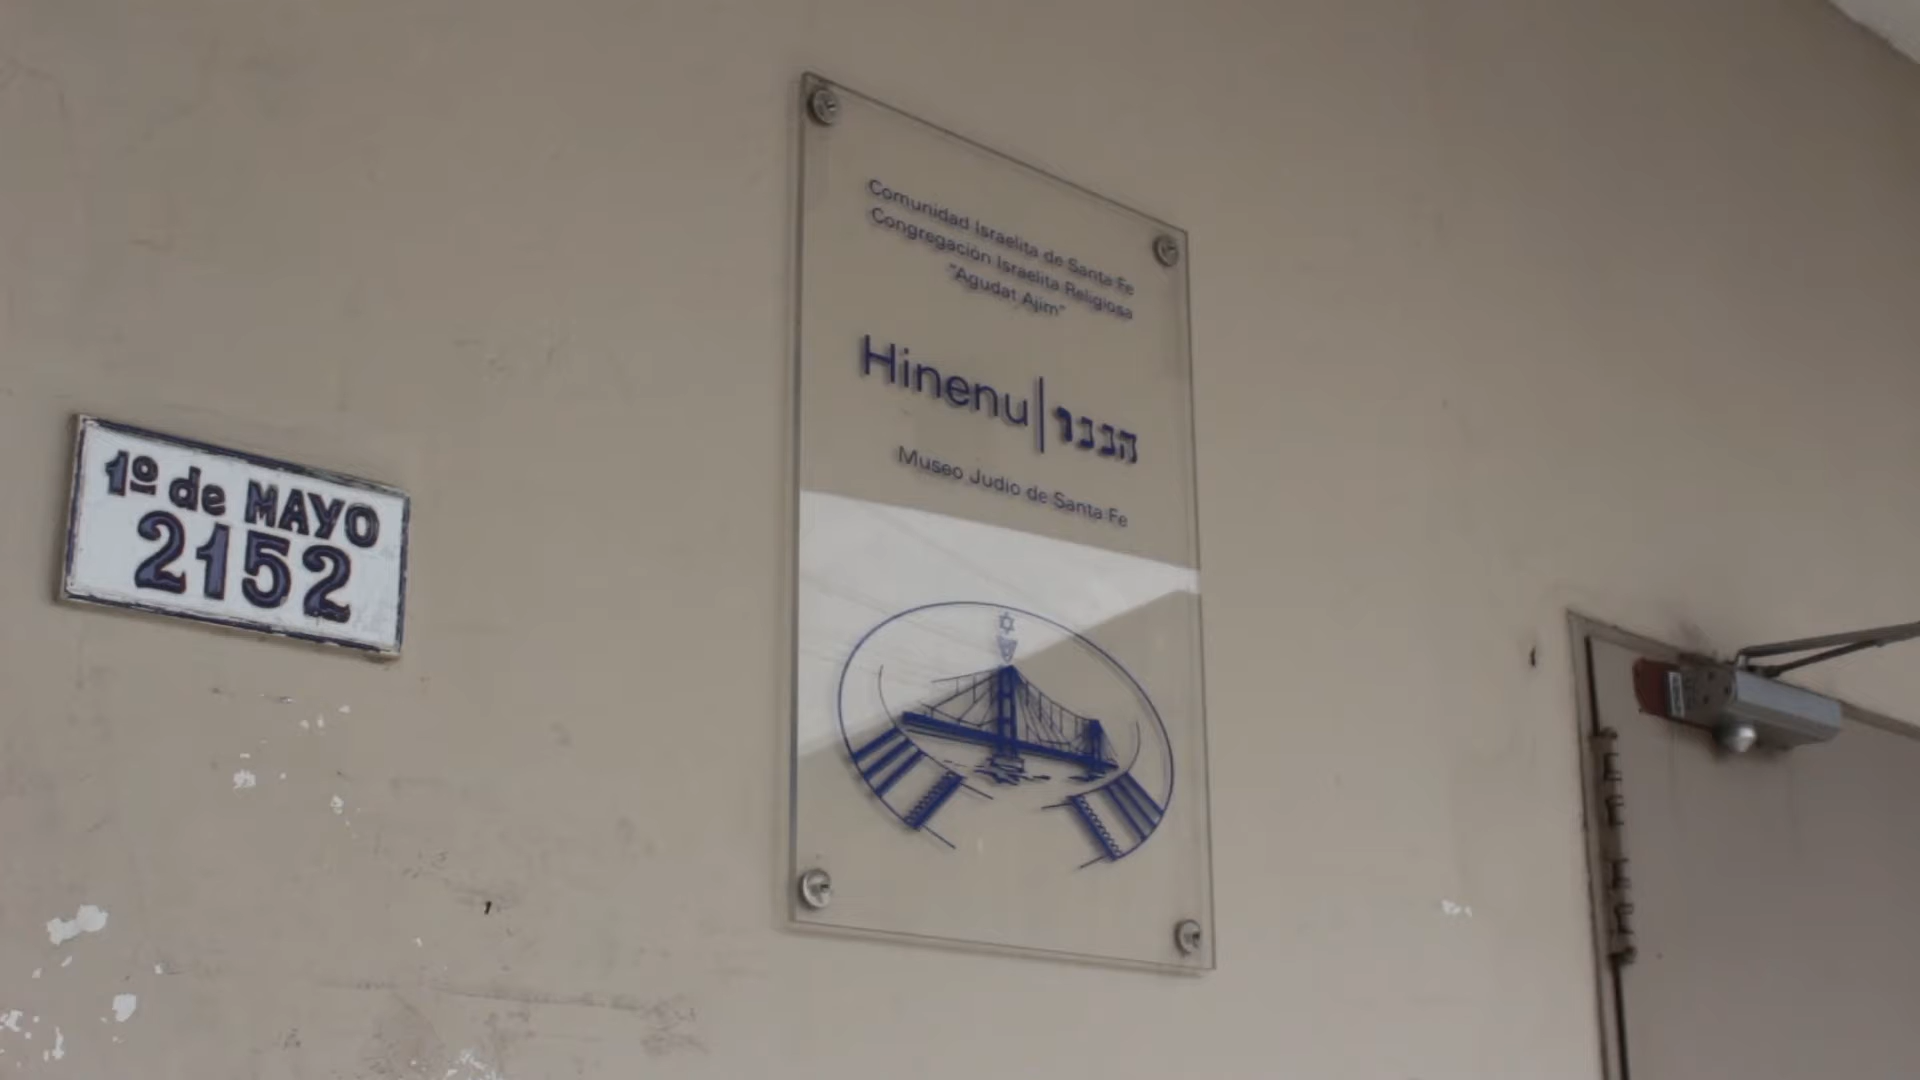 1º de MAYO
2152
Comunidad Israelita de Santa Fe
Congregación Israelita Religiosa
"Agudat Ajim"
Hinenu | הננו
Museo Judío de Santa Fe